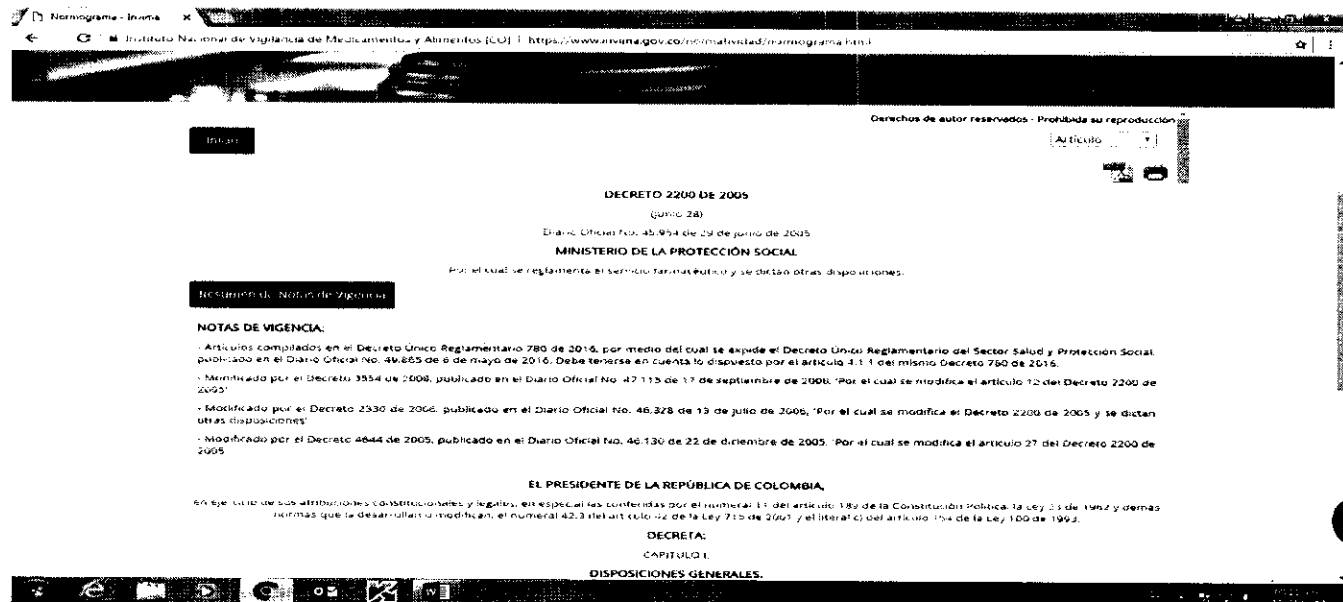 Normograma - Invima
Instituto Nacional de Vigilancia de Medicamentos y Alimentos [CO] | https://www.invima.gov.co/normatividad/normograma.html
Derechos de autor reservados - Prohibida su reproducción
Inicio
Artículo
DECRETO 2200 DE 2005
(junio 28)
Diario Oficial No. 45.954 de 29 de junio de 2005
MINISTERIO DE LA PROTECCIÓN SOCIAL
Por el cual se reglamenta el servicio farmacéutico y se dictan otras disposiciones.
Resumen de Notas de Vigencia
NOTAS DE VIGENCIA:
- Artículos compilados en el Decreto Único Reglamentario 780 de 2016, por medio del cual se expide el Decreto Único Reglamentario del Sector Salud y Protección Social,
publicado en el Diario Oficial No. 49.865 de 6 de mayo de 2016. Debe tenerse en cuenta lo dispuesto por el artículo 4.1.1 del mismo Decreto 780 de 2016.
- Modificado por el Decreto 3554 de 2008, publicado en el Diario Oficial No. 47.115 de 17 de septiembre de 2008, 'Por el cual se modifica el artículo 12 del Decreto 2200 de
2005'
- Modificado por el Decreto 2330 de 2006, publicado en el Diario Oficial No. 46.328 de 13 de julio de 2006, 'Por el cual se modifica el Decreto 2200 de 2005 y se dictan
otras disposiciones'
- Modificado por el Decreto 4844 de 2005, publicado en el Diario Oficial No. 46.130 de 22 de diciembre de 2005, 'Por el cual se modifica el artículo 27 del Decreto 2200 de
2005
EL PRESIDENTE DE LA REPÚBLICA DE COLOMBIA,
en ejercicio de sus atribuciones constitucionales y legales, en especial las conferidas por el numeral 11 del artículo 189 de la Constitución Política, la Ley 23 de 1962 y demás
normas que la desarrollan o modifican, el numeral 42.3 del artículo 42 de la Ley 715 de 2001 y el literal c) del artículo 154 de la Ley 100 de 1993,
DECRETA:
CAPITULO I.
DISPOSICIONES GENERALES.